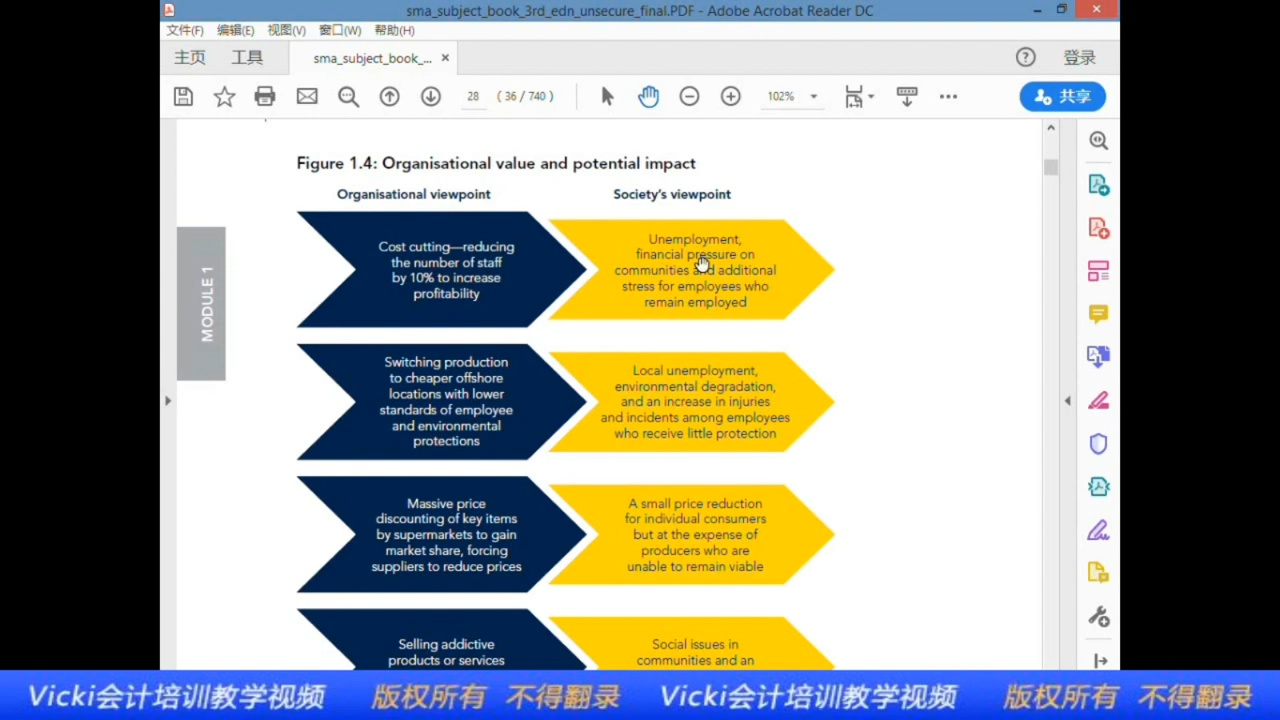 sma_subject_book_3rd_edn_unsecure_final.PDF - Adobe Acrobat Reader DC
文件(F) 编辑(E) 视图(V) 窗口(W) 帮助(H)
主页 工具 sma_subject_book_... × 登录
28 (36 / 740) 102% 共享
Figure 1.4: Organisational value and potential impact
Organisational viewpoint
Society's viewpoint
MODULE 1
Cost cutting—reducing
the number of staff
by 10% to increase
profitability
Unemployment,
financial pressure on
communities and additional
stress for employees who
remain employed
Switching production
to cheaper offshore
locations with lower
standards of employee
and environmental
protections
Local unemployment,
environmental degradation,
and an increase in injuries
and incidents among employees
who receive little protection
Massive price
discounting of key items
by supermarkets to gain
market share, forcing
suppliers to reduce prices
A small price reduction
for individual consumers
but at the expense of
producers who are
unable to remain viable
Selling addictive
products or services
Social issues in
communities and an
Vicki会计培训教学视频 版权所有 不得翻录 Vicki会计培训教学视频 版权所有 不得翻录